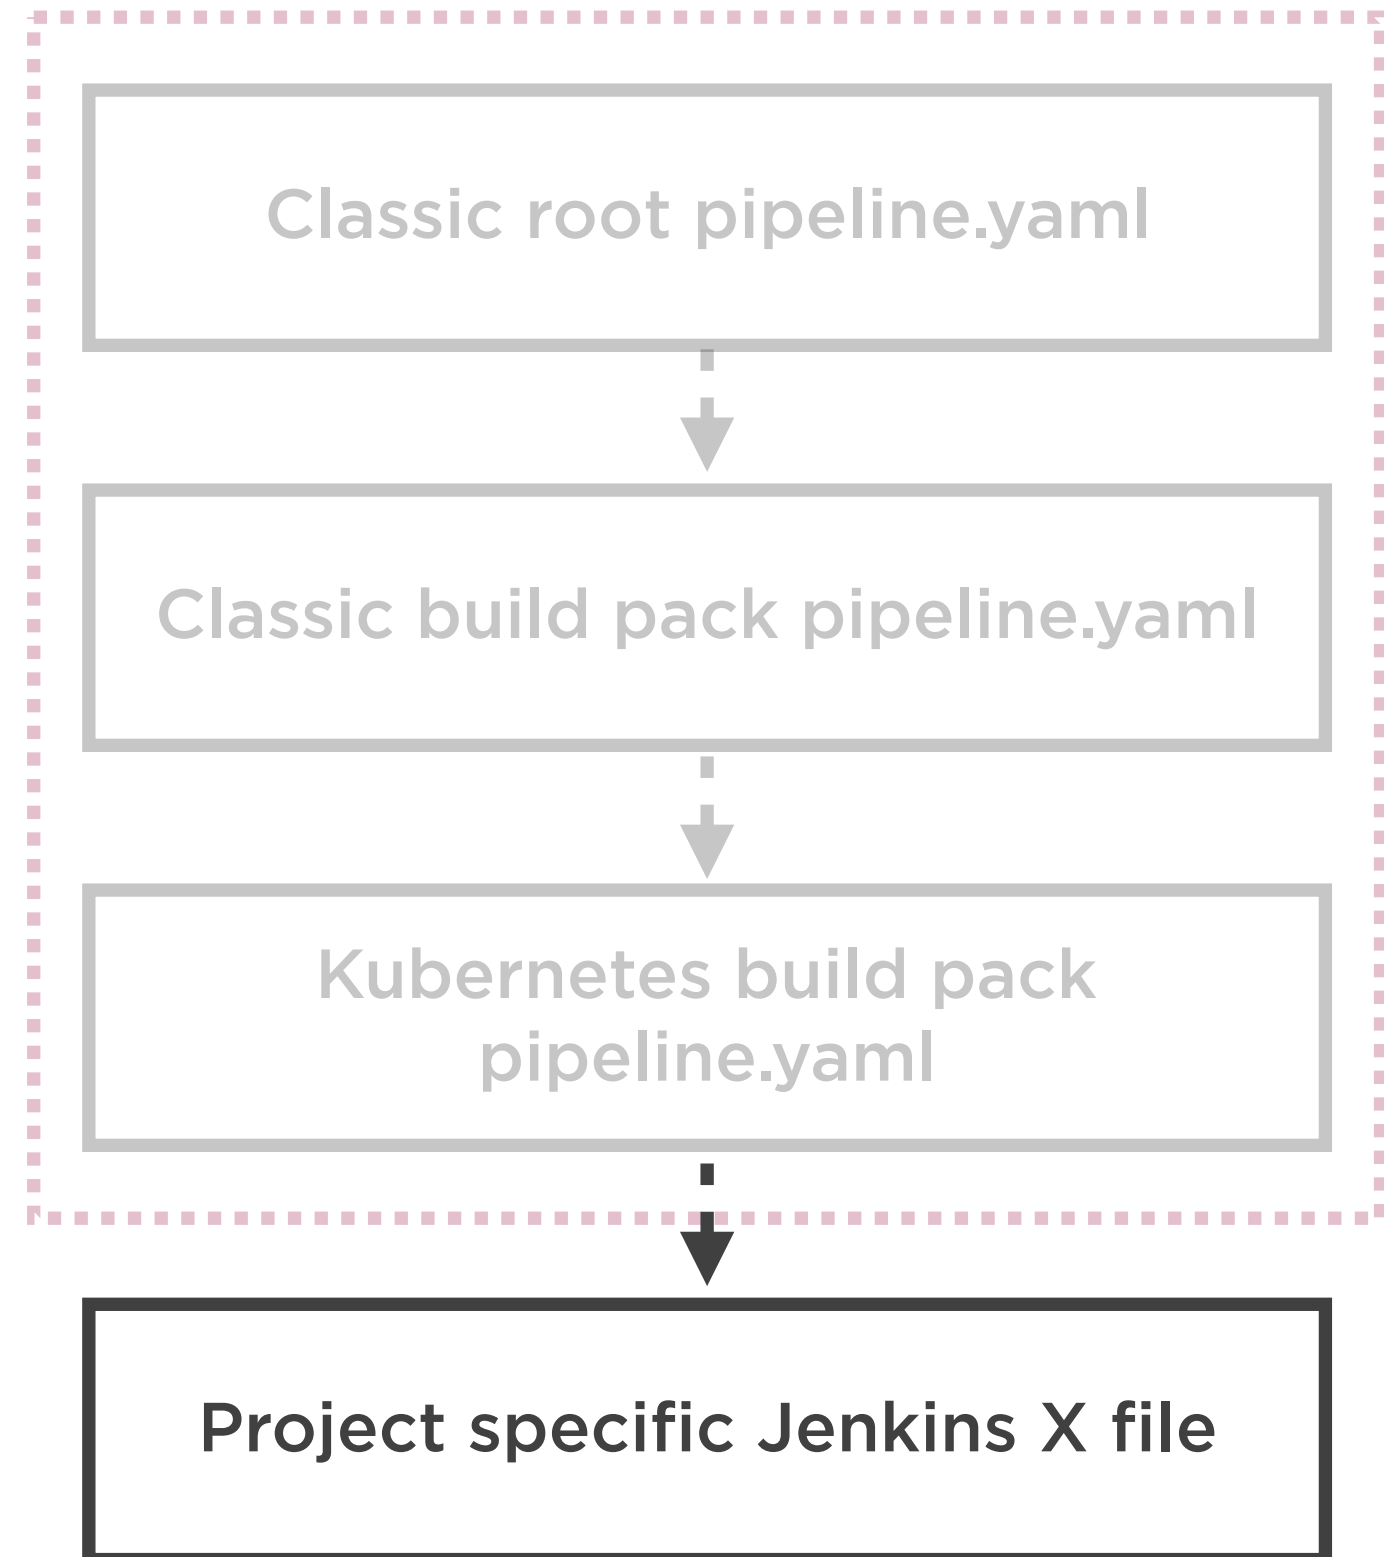 Classic root pipeline.yaml
Classic build pack pipeline.yaml
Kubernetes build pack
pipeline.yaml
Project specific Jenkins X file